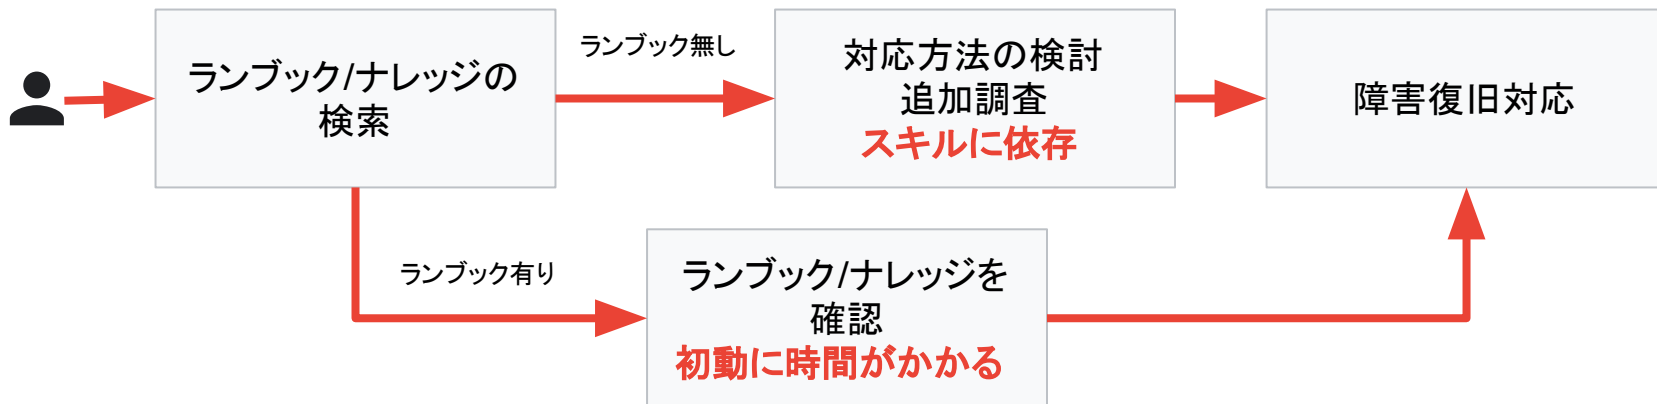 ランブック/ナレッジの
検索
ランブック無し
対応方法の検討
追加調査
スキルに依存
障害復旧対応
ランブック有り
ランブック/ナレッジを
確認
初動に時間がかかる